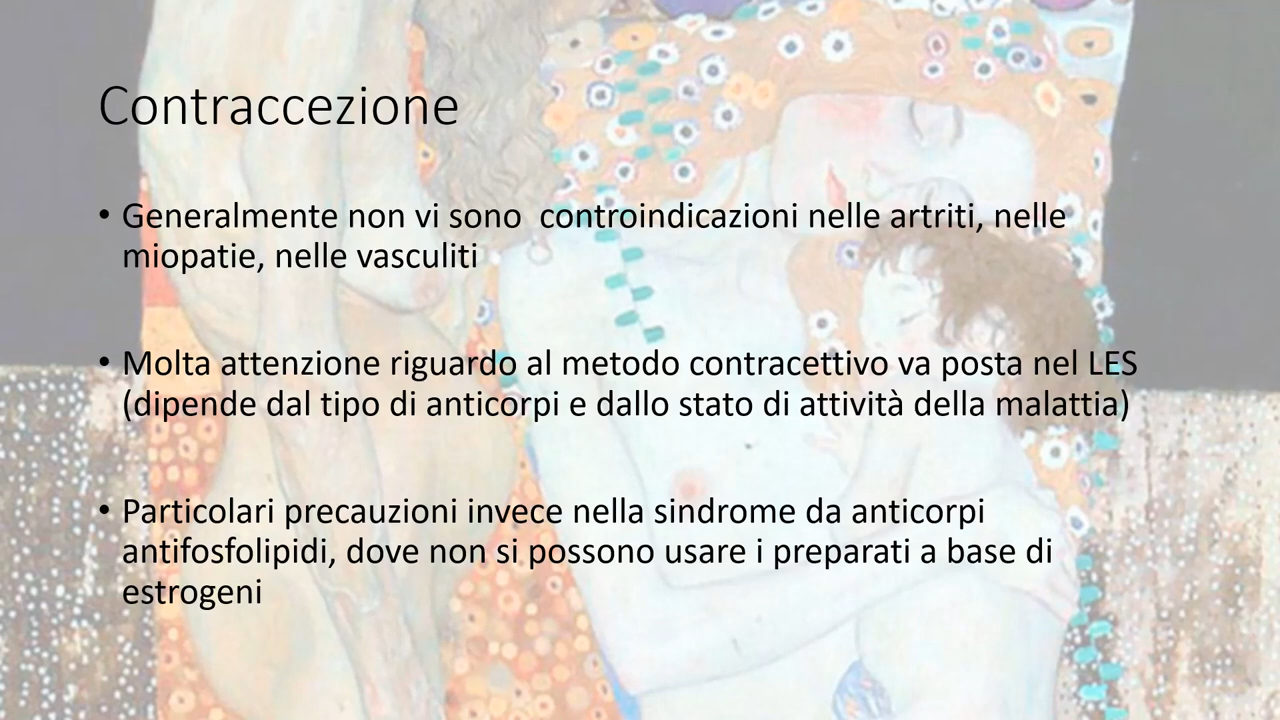 Contraccezione
• Generalmente non vi sono  controindicazioni nelle artriti, nelle
miopatie, nelle vasculiti
• Molta attenzione riguardo al metodo contracettivo va posta nel LES
(dipende dal tipo di anticorpi e dallo stato di attività della malattia)
• Particolari precauzioni invece nella sindrome da anticorpi
antifosfolipidi, dove non si possono usare i preparati a base di
estrogeni